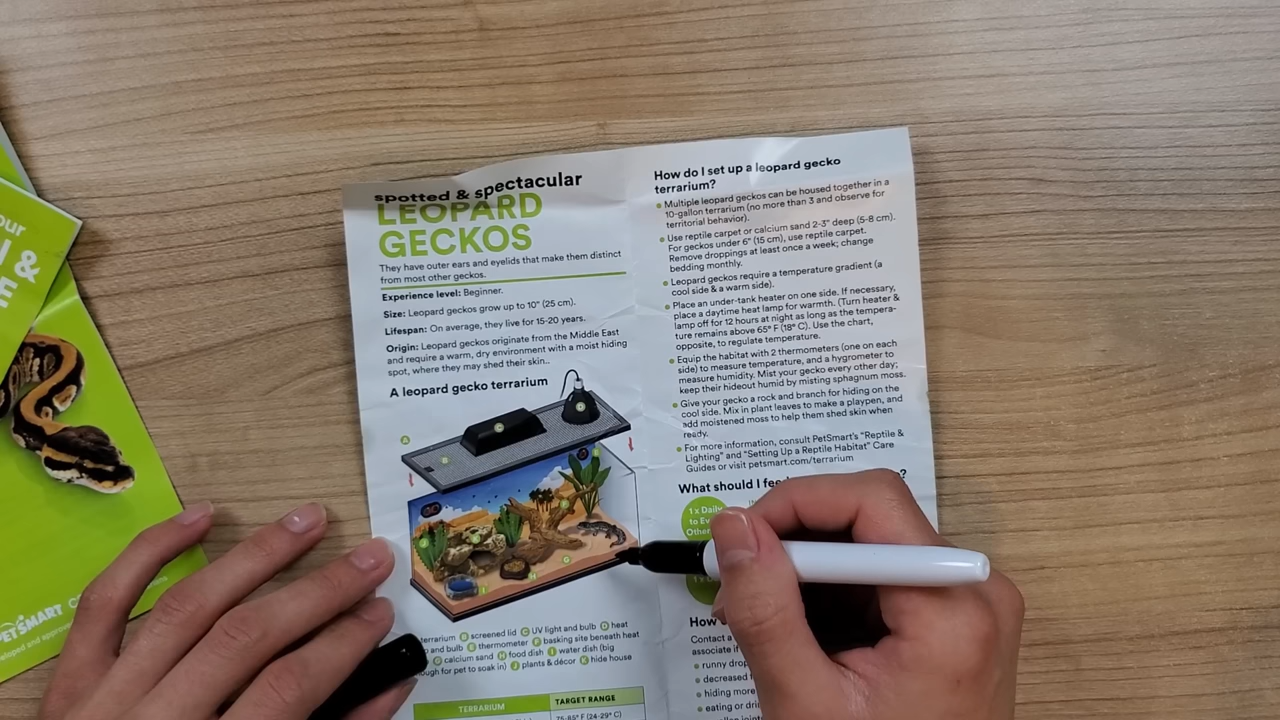 our
&
E
PETSMART
spotted & spectacular
LEOPARD
GECKOS
They have outer ears and eyelids that make them distinct
from most other geckos.
Experience level: Beginner.
Size: Leopard geckos grow up to 10" (25 cm).
Lifespan: On average, they live for 15-20 years.
Origin: Leopard geckos originate from the Middle East
and require a warm, dry environment with a moist hiding
spot, where they may shed their skin..
A leopard gecko terrarium
A
C
terrarium B screened lid C UV light and bulb D heat
p and bulb E thermometer F basking site beneath heat
G calcium sand H food dish I water dish (big
ough for pet to soak in) J plants & décor K hide house
TERRARIUM TARGET RANGE
75-85° F (24-29° C)
How do I set up a leopard gecko
terrarium?
Multiple leopard geckos can be housed together in a
10-gallon terrarium (no more than 3 and observe for
territorial behavior).
Use reptile carpet or calcium sand 2-3" deep (5-8 cm).
For geckos under 6" (15 cm), use reptile carpet.
Remove droppings at least once a week; change
bedding monthly.
Leopard geckos require a temperature gradient (a
cool side & a warm side).
Place an under-tank heater on one side. If necessary,
place a daytime heat lamp for warmth. (Turn heater &
lamp off for 12 hours at night as long as the tempera-
ture remains above 65° F (18° C). Use the chart,
opposite, to regulate temperature.
Equip the habitat with 2 thermometers (one on each
side) to measure temperature, and a hygrometer to
measure humidity. Mist your gecko every other day;
keep their hideout humid by misting sphagnum moss.
Give your gecko a rock and branch for hiding on the
cool side. Mix in plant leaves to make a playpen, and
add moistened moss to help them shed skin when
ready.
For more information, consult PetSmart's "Reptile &
Lighting" and "Setting Up a Reptile Habitat" Care
Guides or visit petsmart.com/terrarium
What should I fee ?
1 x Daily
to Ev
Other
1 x
How
Contact a
associate if
runny drop
decreased
hiding more
eating or dri